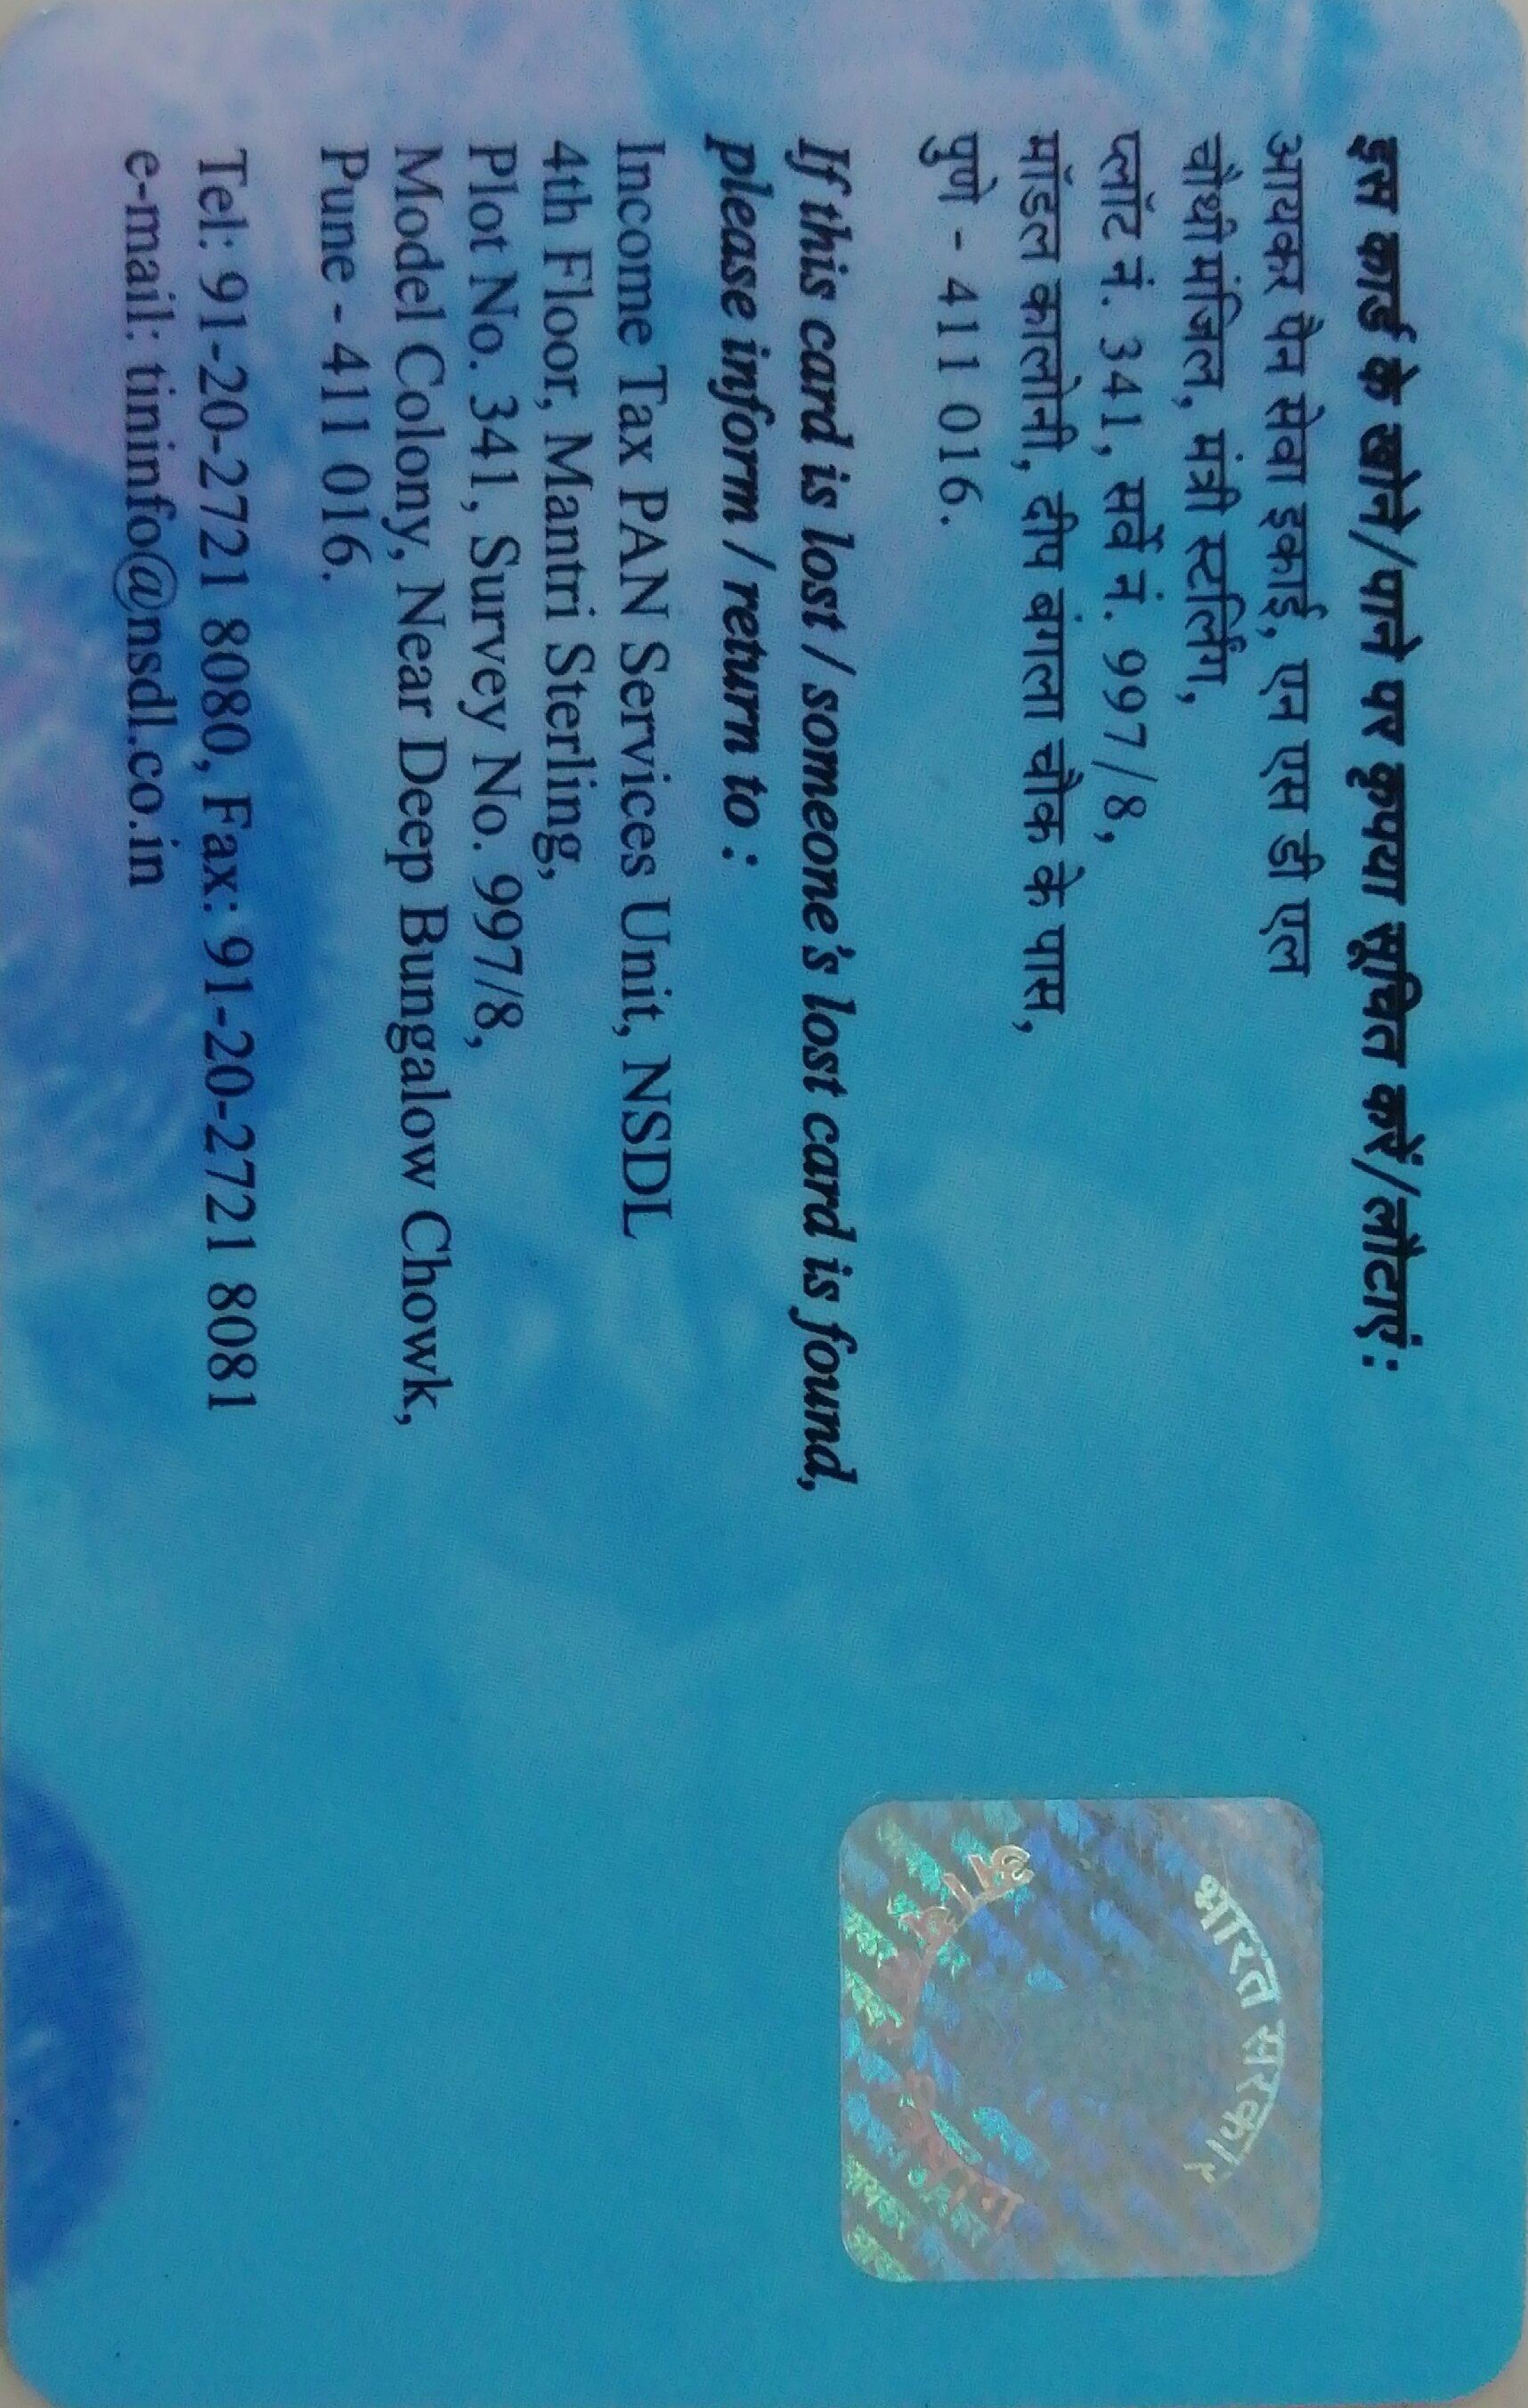 इस कार्ड के खोने/पाने पर कृपया सूचित करें/लौटाएं:
आयकर पैन सेवा इकाई, एन एस डी एल
चौथी मंजिल, मंत्री स्टर्लिंग,
प्लॉट नं. 341, सर्वे नं. 997/8,
मॉडल कालोनी, दीप बंगला चौक के पास,
पुणे - 411 016.
If this card is lost / someone's lost card is found,
please inform / return to :
Income Tax PAN Services Unit, NSDL
4th Floor, Mantri Sterling,
Plot No. 341, Survey No. 997/8,
Model Colony, Near Deep Bungalow Chowk,
Pune - 411 016.
Tel: 91-20-2721 8080, Fax: 91-20-2721 8081
e-mail: tininfo@nsdl.co.in
भारत सरकार